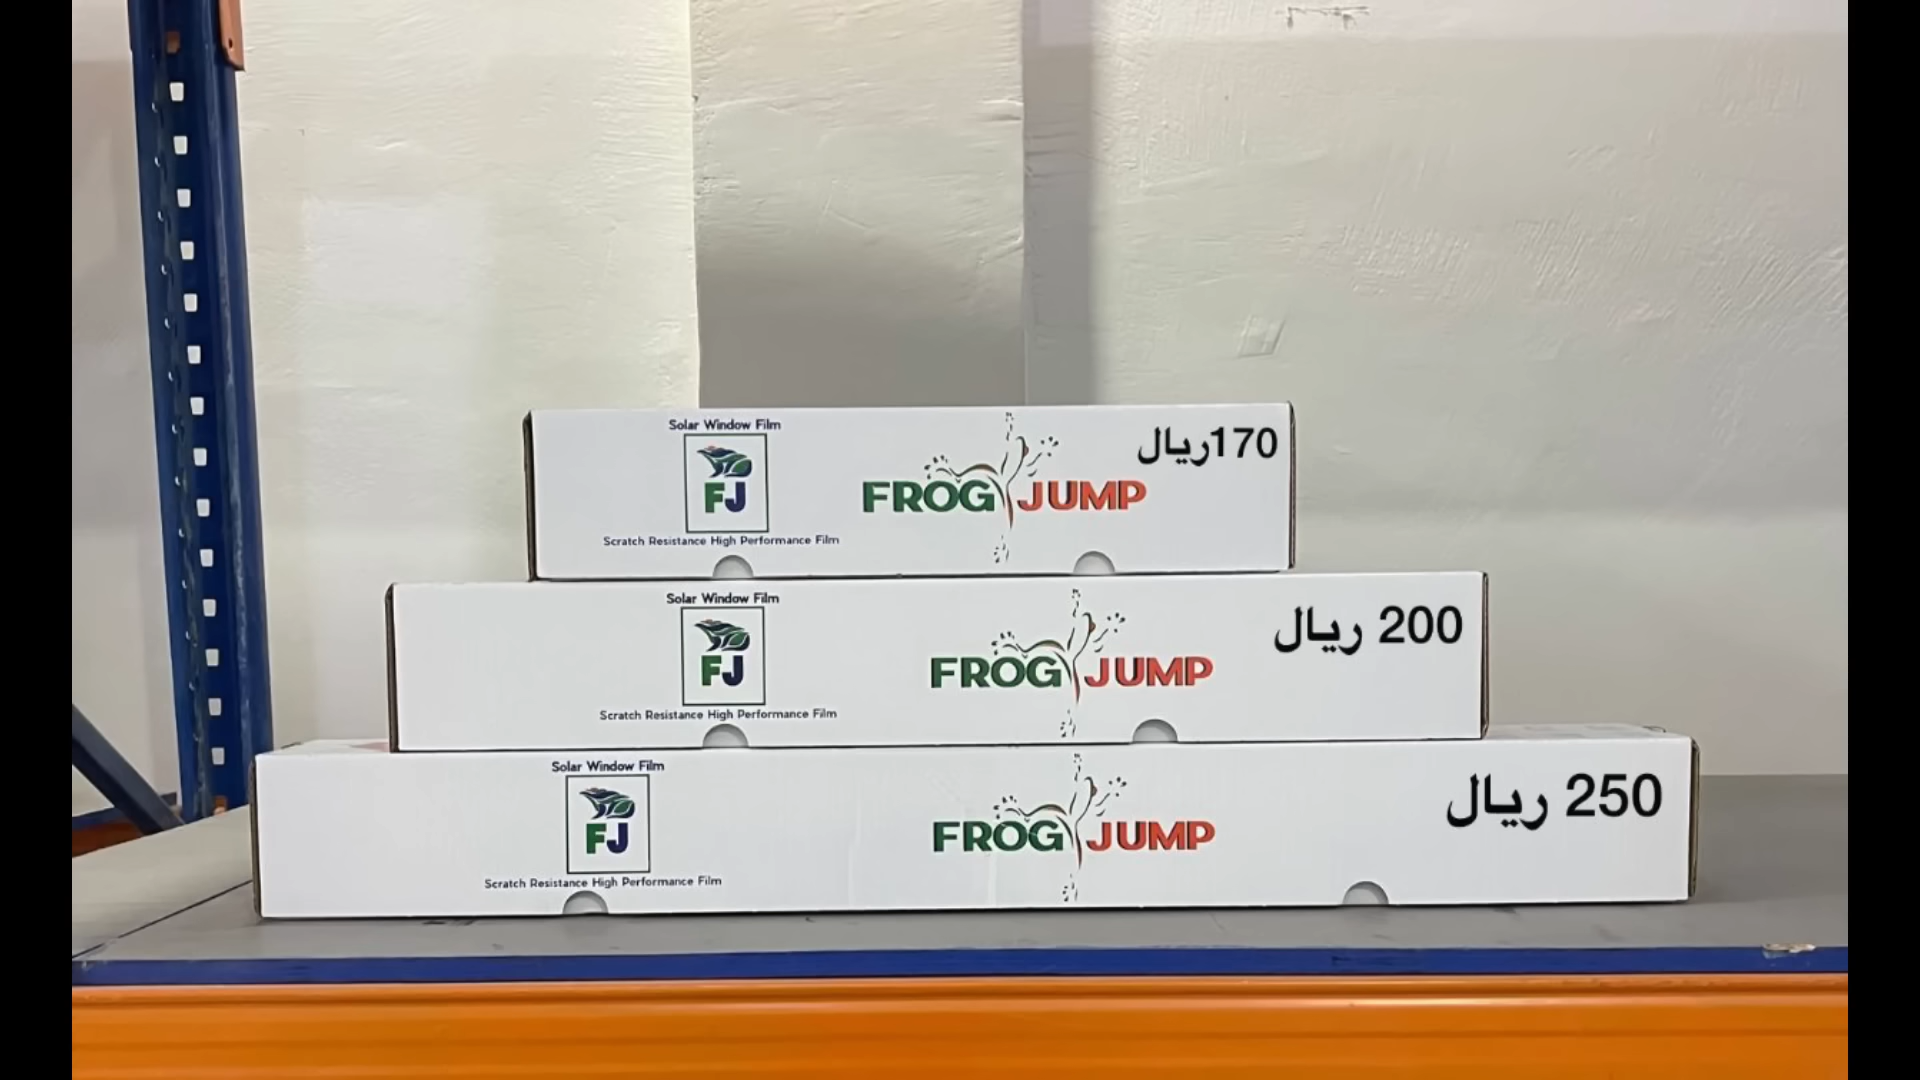 Solar Window Film
FJ
Scratch Resistance High Performance Film
FROG JUMP
170ريال
Solar Window Film
FJ
Scratch Resistance High Performance Film
FROG JUMP
200 ريال
Solar Window Film
FJ
Scratch Resistance High Performance Film
FROG JUMP
250 ريال